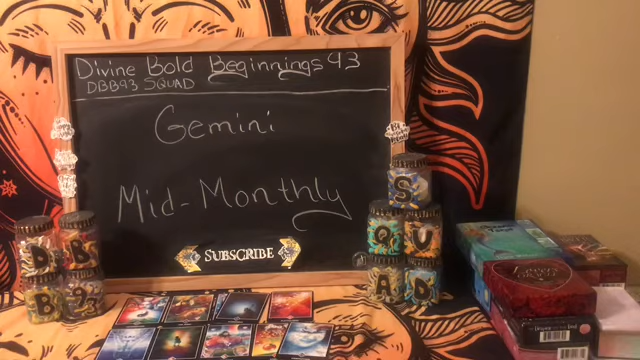 Divine Bold Beginnings 93
DBB93 SQUAD
Gemini
Mid-Monthly
SUBSCRIBE
S
Q U
A D
D B
B 93